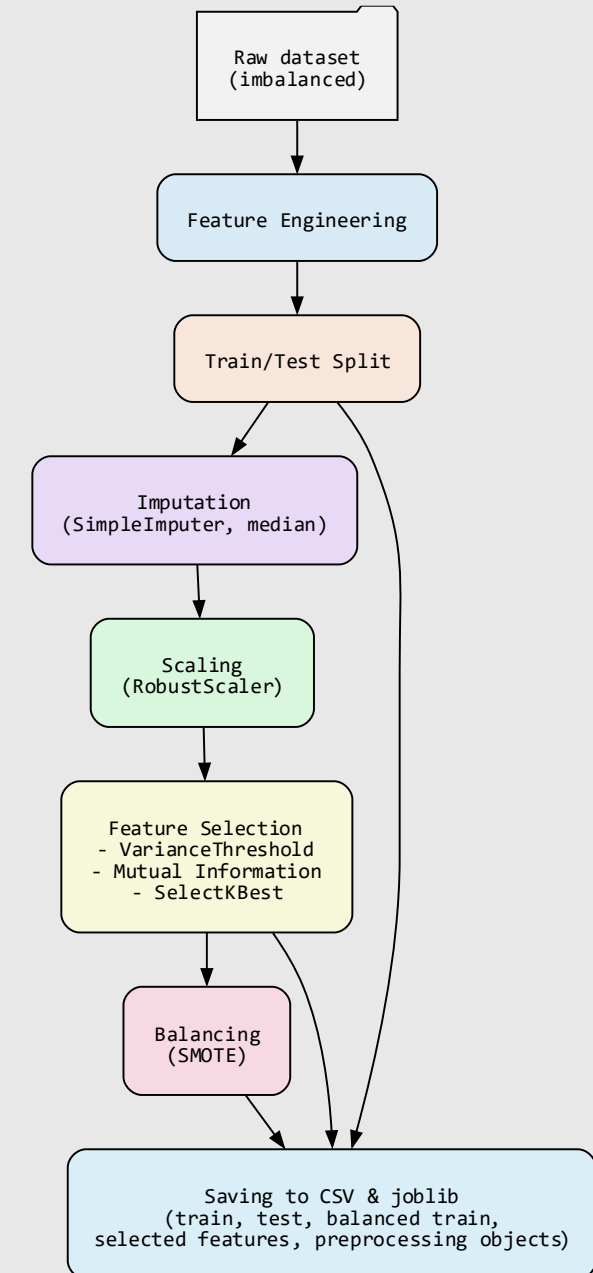 Raw dataset
(imbalanced)
Feature Engineering
Train/Test Split
Imputation
(SimpleImputer, median)
Scaling
(RobustScaler)
Feature Selection
- VarianceThreshold
- Mutual Information
- SelectKBest
Balancing
(SMOTE)
Saving to CSV & joblib
(train, test, balanced train,
selected features, preprocessing objects)